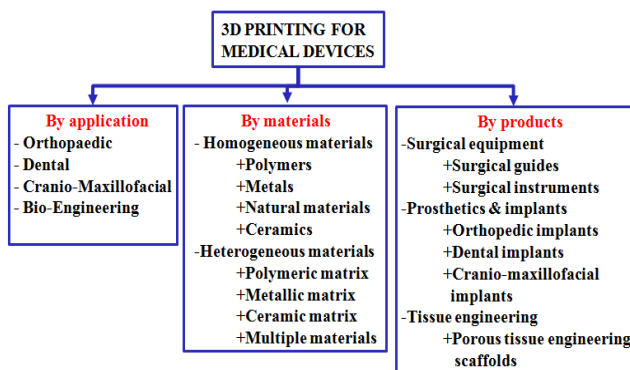 3D PRINTING FOR
MEDICAL DEVICES
By application
- Orthopaedic
- Dental
- Cranio-Maxillofacial
- Bio-Engineering
By materials
- Homogeneous materials
+Polymers
+Metals
+Natural materials
+Ceramics
-Heterogeneous materials
+Polymeric matrix
+Metallic matrix
+Ceramic matrix
+Multiple materials
By products
-Surgical equipment
+Surgical guides
+Surgical instruments
-Prosthetics & implants
+Orthopedic implants
+Dental implants
+Cranio-maxillofacial
implants
-Tissue engineering
+Porous tissue engineering
scaffolds